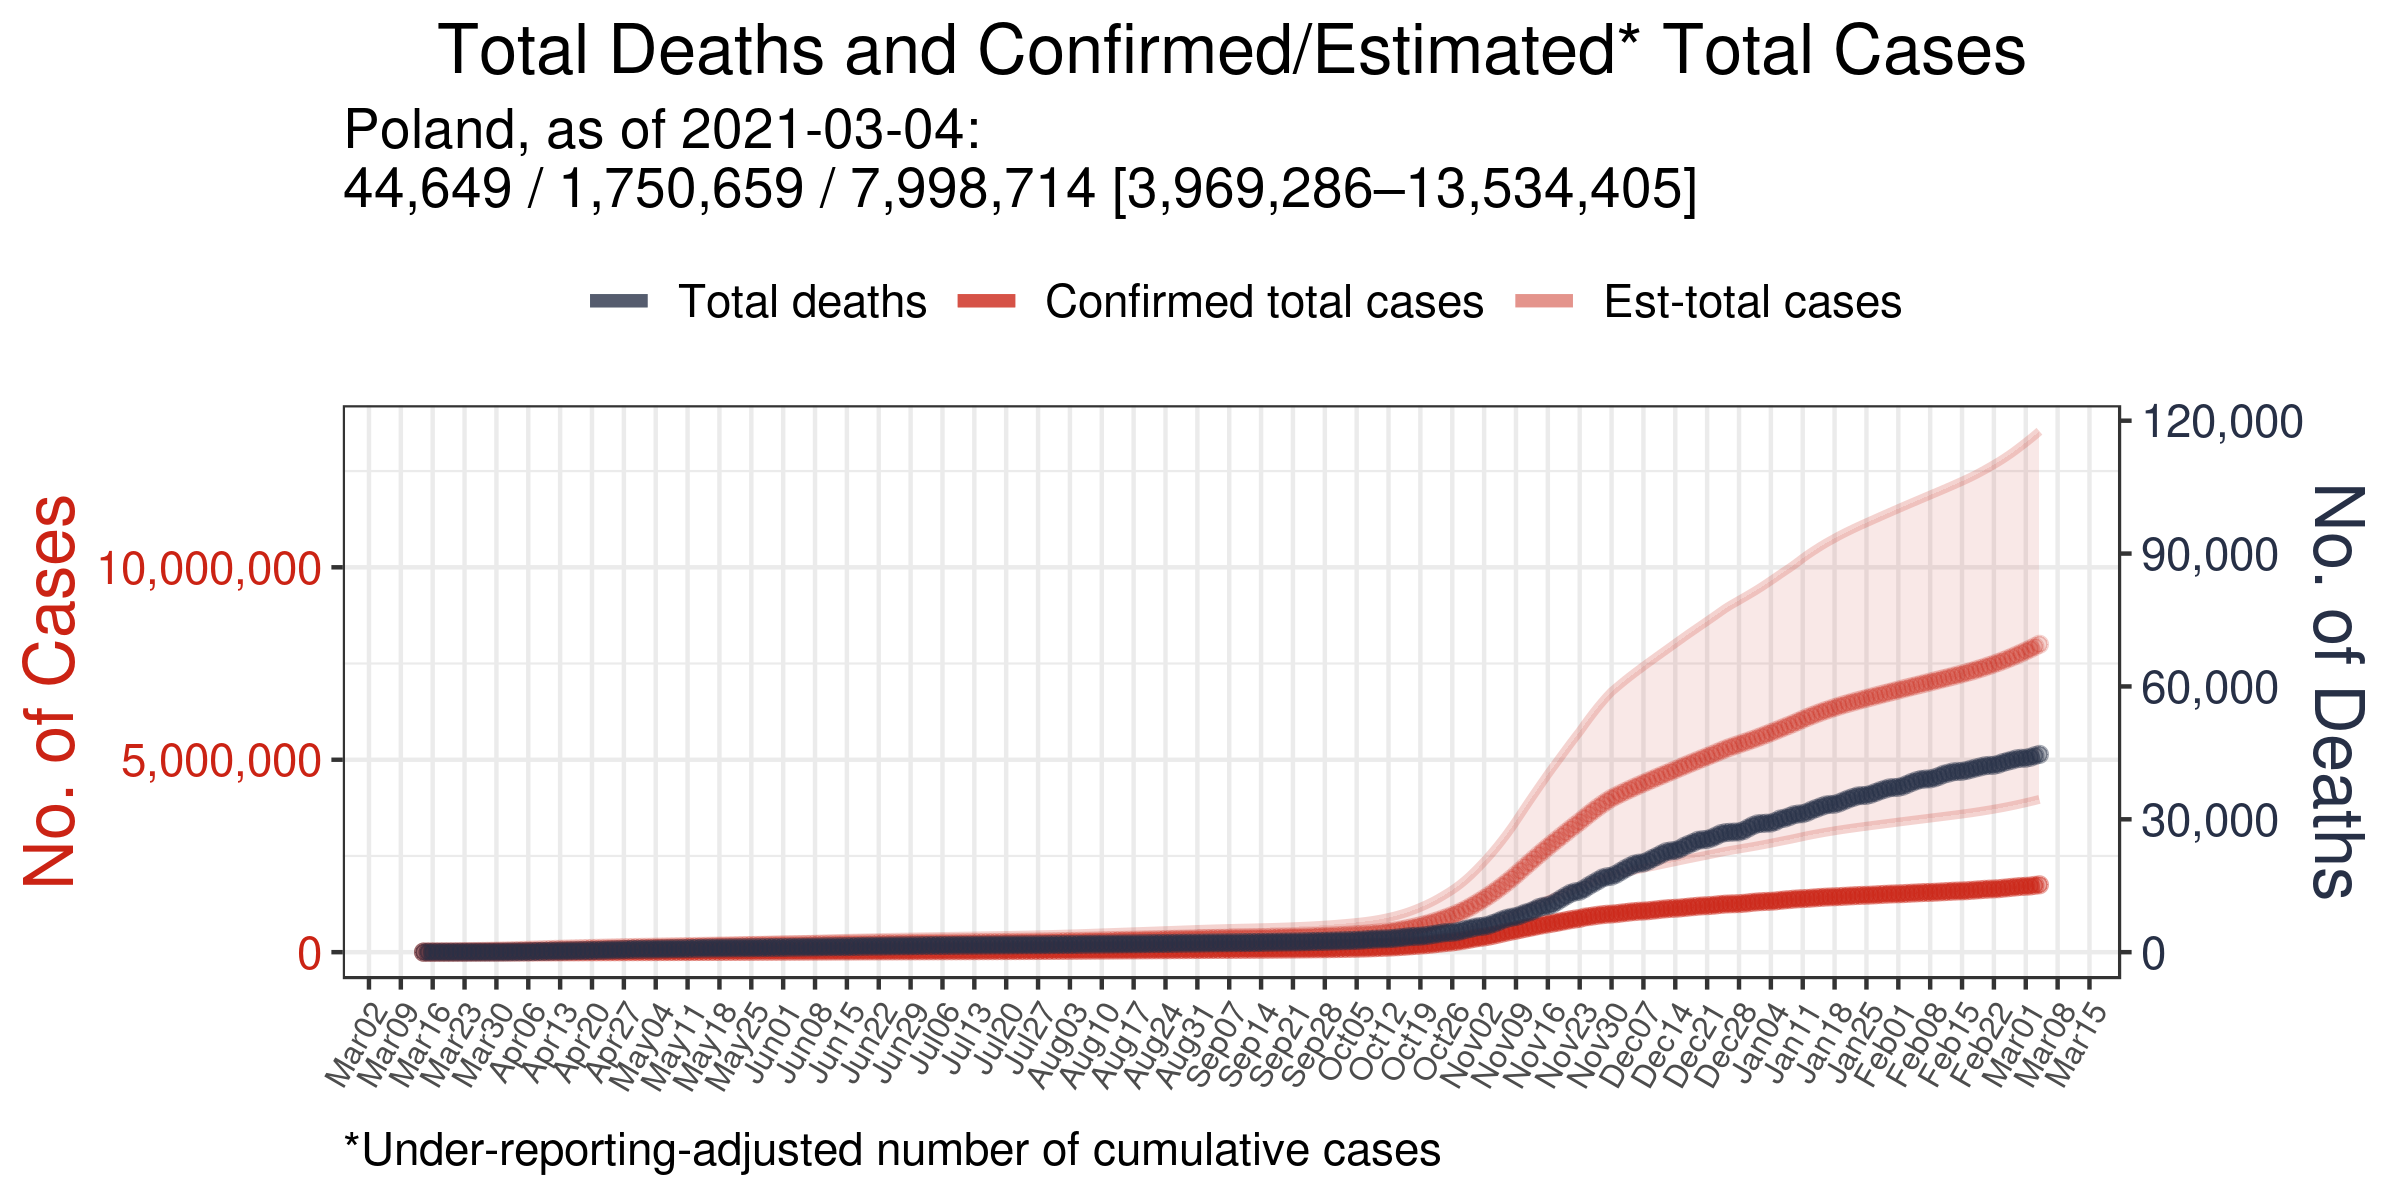 Total Deaths and Confirmed/Estimated* Total Cases
Poland, as of 2021-03-04:
44,649 / 1,750,659 / 7,998,714 [3,969,286–13,534,405]
Total deaths
Confirmed total cases
Est-total cases
No. of Cases
10,000,000
5,000,000
0
120,000
90,000
60,000
30,000
0
No. of Deaths
Mar02
Mar09
Mar16
Mar23
Mar30
Apr06
Apr13
Apr20
Apr27
May04
May11
May18
May25
Jun01
Jun08
Jun15
Jun22
Jun29
Jul06
Jul13
Jul20
Jul27
Aug03
Aug10
Aug17
Aug24
Aug31
Sep07
Sep14
Sep21
Sep28
Oct05
Oct12
Oct19
Oct26
Nov02
Nov09
Nov16
Nov23
Nov30
Dec07
Dec14
Dec21
Dec28
Jan04
Jan11
Jan18
Jan25
Feb01
Feb08
Feb15
Feb22
Mar01
Mar08
Mar15
*Under-reporting-adjusted number of cumulative cases